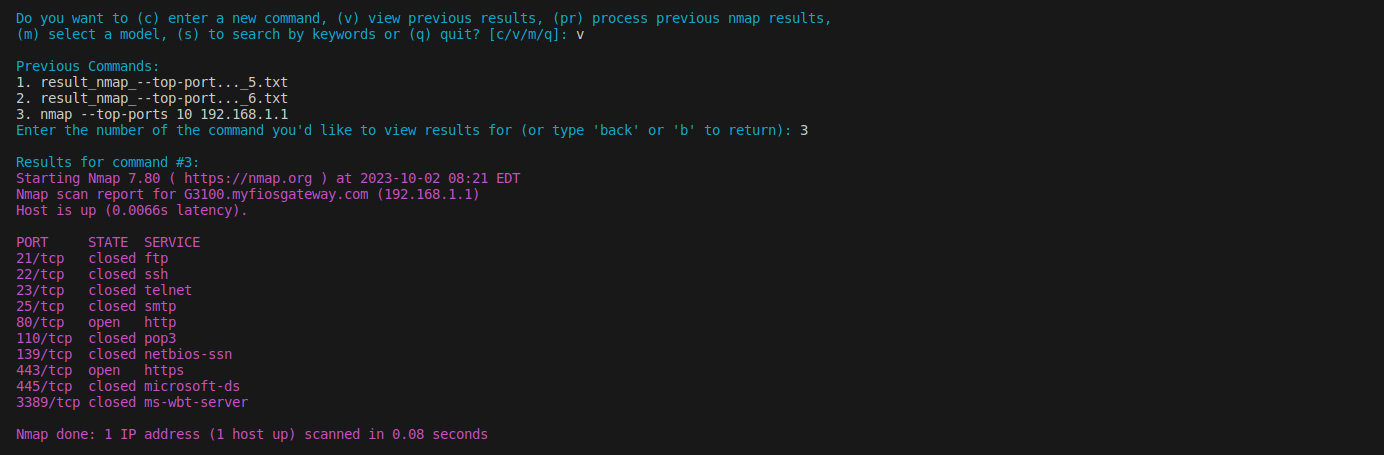 Do you want to (c) enter a new command, (v) view previous results, (pr) process previous nmap results,
(m) select a model, (s) to search by keywords or (q) quit? [c/v/m/q]: v
Previous Commands:
1. result_nmap_--top-port..._5.txt
2. result_nmap_--top-port..._6.txt
3. nmap --top-ports 10 192.168.1.1
Enter the number of the command you'd like to view results for (or type 'back' or 'b' to return): 3
Results for command #3:
Starting Nmap 7.80 ( https://nmap.org ) at 2023-10-02 08:21 EDT
Nmap scan report for G3100.myfiosgateway.com (192.168.1.1)
Host is up (0.0066s latency).
PORT     STATE  SERVICE
21/tcp   closed ftp
22/tcp   closed ssh
23/tcp   closed telnet
25/tcp   closed smtp
80/tcp   open   http
110/tcp  closed pop3
139/tcp  closed netbios-ssn
443/tcp  open   https
445/tcp  closed microsoft-ds
3389/tcp closed ms-wbt-server
Nmap done: 1 IP address (1 host up) scanned in 0.08 seconds